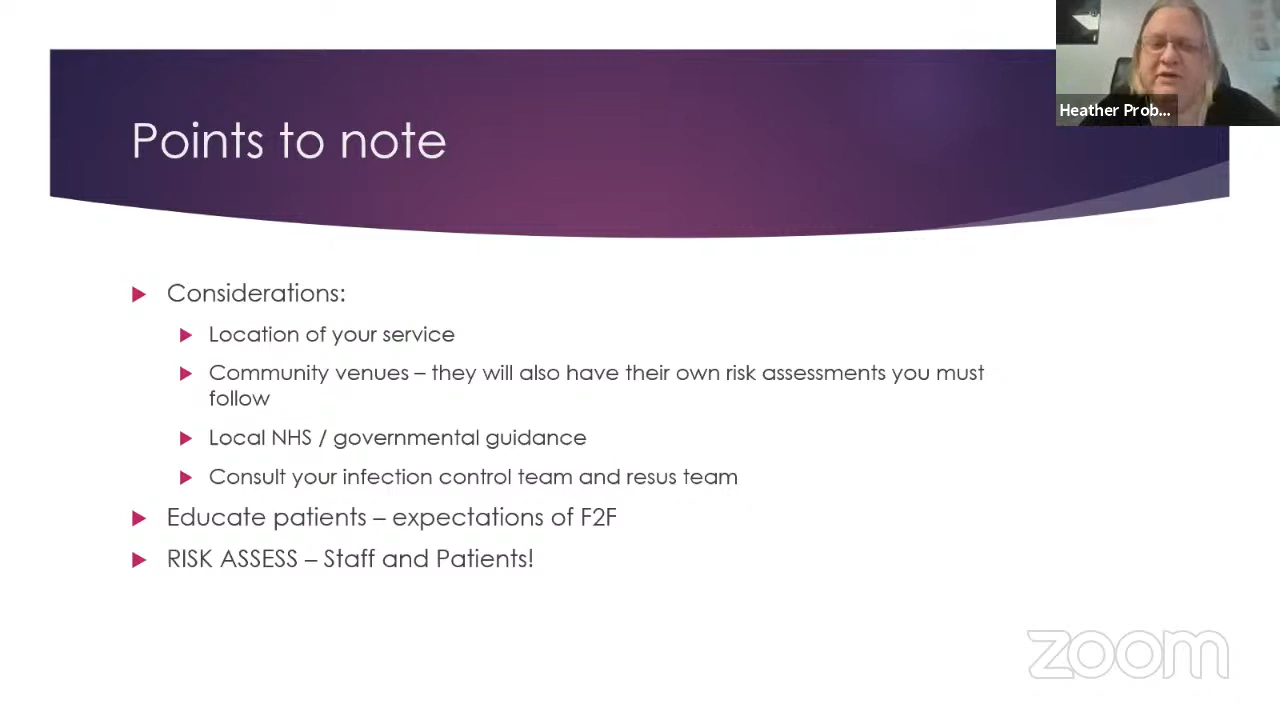 Heather Prob...
Points to note
Considerations:
Location of your service
Community venues – they will also have their own risk assessments you must
follow
Local NHS / governmental guidance
Consult your infection control team and resus team
Educate patients – expectations of F2F
RISK ASSESS – Staff and Patients!
zoom